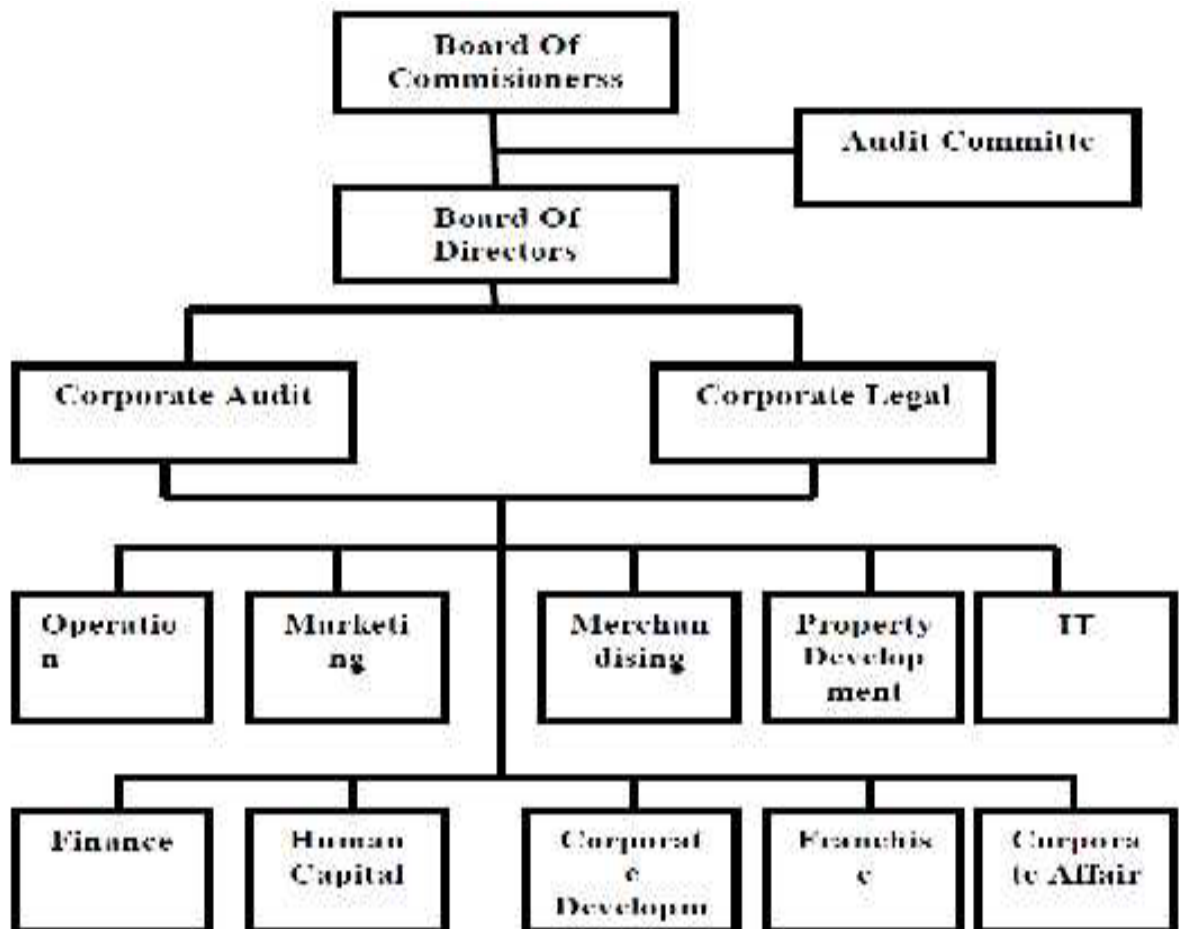 Board Of
Commisionerss
Audit Committe
Board Of
Directors
Corporate Audit
Corporate Legal
Operatio
n
Marketi
ng
Merchan
dising
Property
Develop
ment
IT
Finance
Human
Capital
Corporat
e
Developm
Franchis
e
Corpora
te Affair